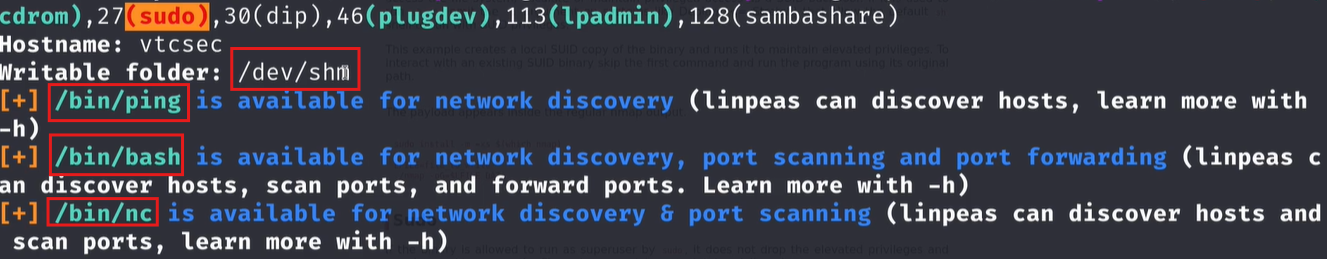 cdrom),27(sudo),30(dip),46(plugdev),113(lpadmin),128(sambashare)
Hostname: vtcsec
Writable folder: /dev/shm
[+] /bin/ping is available for network discovery (linpeas can discover hosts, learn more with
-h)
[+] /bin/bash is available for network discovery, port scanning and port forwarding (linpeas c
an discover hosts, scan ports, and forward ports. Learn more with -h)
[+] /bin/nc is available for network discovery & port scanning (linpeas can discover hosts and
 scan ports, learn more with -h)